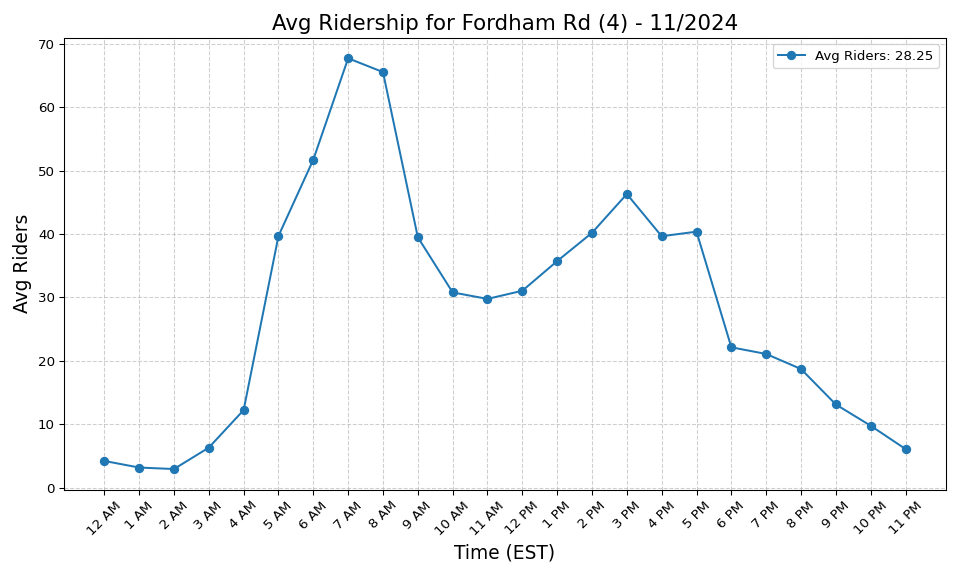 Avg Ridership for Fordham Rd (4) - 11/2024
Avg Riders: 28.25
Avg Riders
70
60
50
40
30
20
10
0
12 AM 1 AM 2 AM 3 AM 4 AM 5 AM 6 AM 7 AM 8 AM 9 AM 10 AM 11 AM 12 PM 1 PM 2 PM 3 PM 4 PM 5 PM 6 PM 7 PM 8 PM 9 PM 10 PM 11 PM
Time (EST)